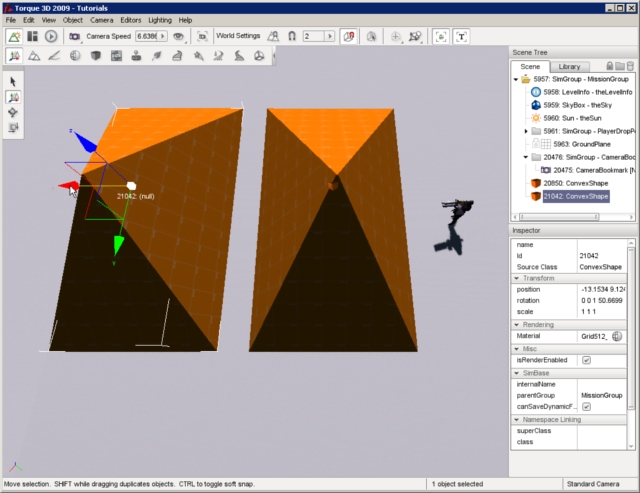 Torque 3D 2009 - Tutorials
File Edit View Object Camera Editors Lighting Help
Camera Speed 6.638 World Settings 2
T
Scene Tree
Scene Library
5957: SimGroup - MissionGroup
5958: LevelInfo - theLevelInfo
5959: SkyBox - theSky
5960: Sun - theSun
5961: SimGroup - PlayerDropP
5963: GroundPlane
20476: SimGroup - CameraBookm
20475: CameraBookmark [N
20850: ConvexShape
21042: ConvexShape
21042: (null)
Inspector
name
id 21042
Source Class ConvexShape
Transform
position -13.1534 9.12
rotation 0 0 1 50.6699
scale 1 1 1
Rendering
Material Grid512_
Misc
isRenderEnabled
SimBase
internalName
parentGroup MissionGroup
canSaveDynamicF...
Namespace Linking
superClass
class
Move selection. SHIFT while dragging duplicates objects. CTRL to toggle soft snap. 1 object selected Standard Camera